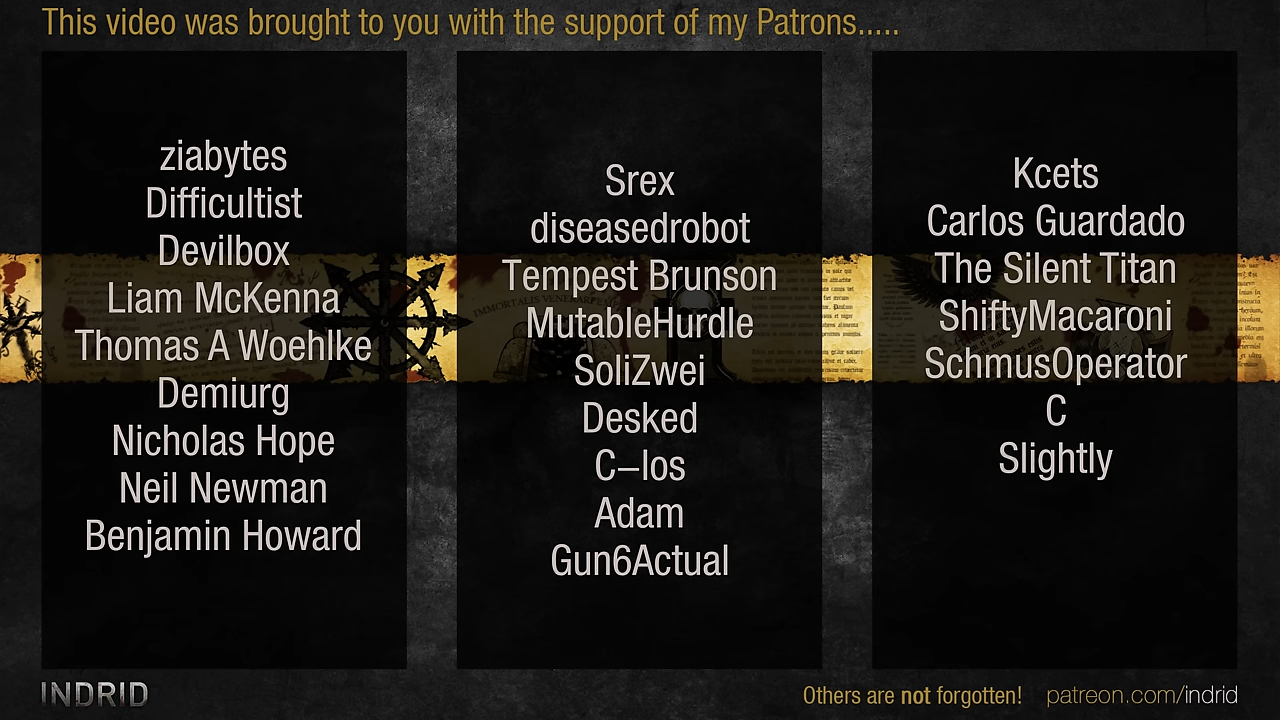 This video was brought to you with the support of my Patrons.....
ziabytes
Difficultist
Devilbox
Liam McKenna
Thomas A Woehlke
Demiurg
Nicholas Hope
Neil Newman
Benjamin Howard
Srex
diseasedrobot
Tempest Brunson
MutableHurdle
SoliZwei
Desked
C–los
Adam
Gun6Actual
Kcets
Carlos Guardado
The Silent Titan
ShiftyMacaroni
SchmusOperator
C
Slightly
INDRID
Others are not forgotten! patreon.com/indrid